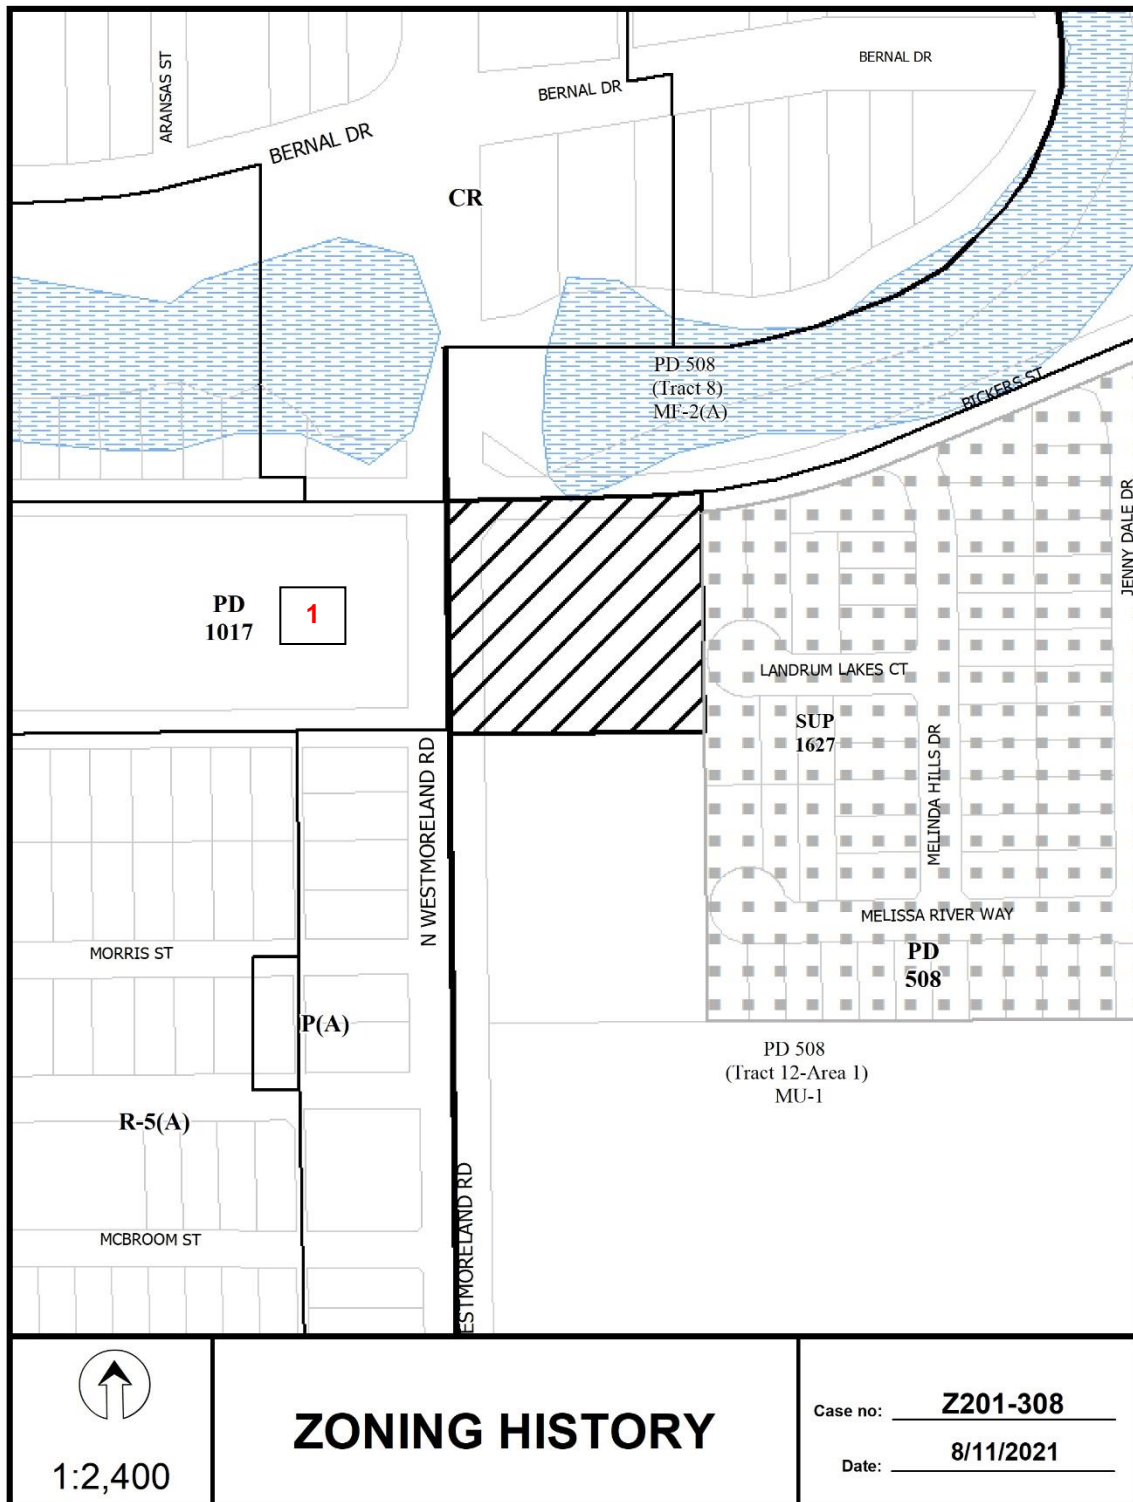 ARANSAS ST
BERNAL DR
BERNAL DR
BERNAL DR
CR
PD 508
(Tract 8)
MF-2(A)
BICKERS ST
JENNY DALE DR
PD
1017
1
LANDRUM LAKES CT
SUP
1627
MELINDA HILLS DR
N WESTMORELAND RD
MELISSA RIVER WAY
PD
508
MORRIS ST
P(A)
PD 508
(Tract 12-Area 1)
MU-1
R-5(A)
MCBROOM ST
ESTMORELAND RD
1:2,400
ZONING HISTORY
Case no: Z201-308
Date: 8/11/2021